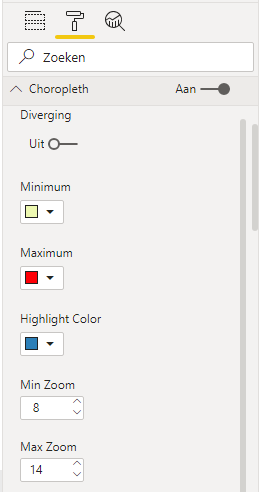 Zoeken
Choropleth Aan
Diverging
Uit
Minimum
Maximum
Highlight Color
Min Zoom
8
Max Zoom
14